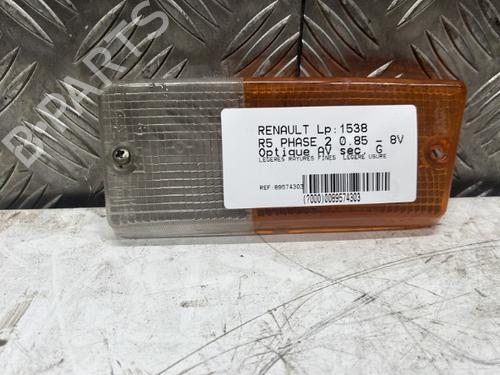 RENAULT Lp:1538
R5 PHASE 2 0.85 - 8V
Optique AV sec. G
LEGERES RAYURES FINES LEGERE USURE
REF:89574303
(?000)0089574303
B-PARTS